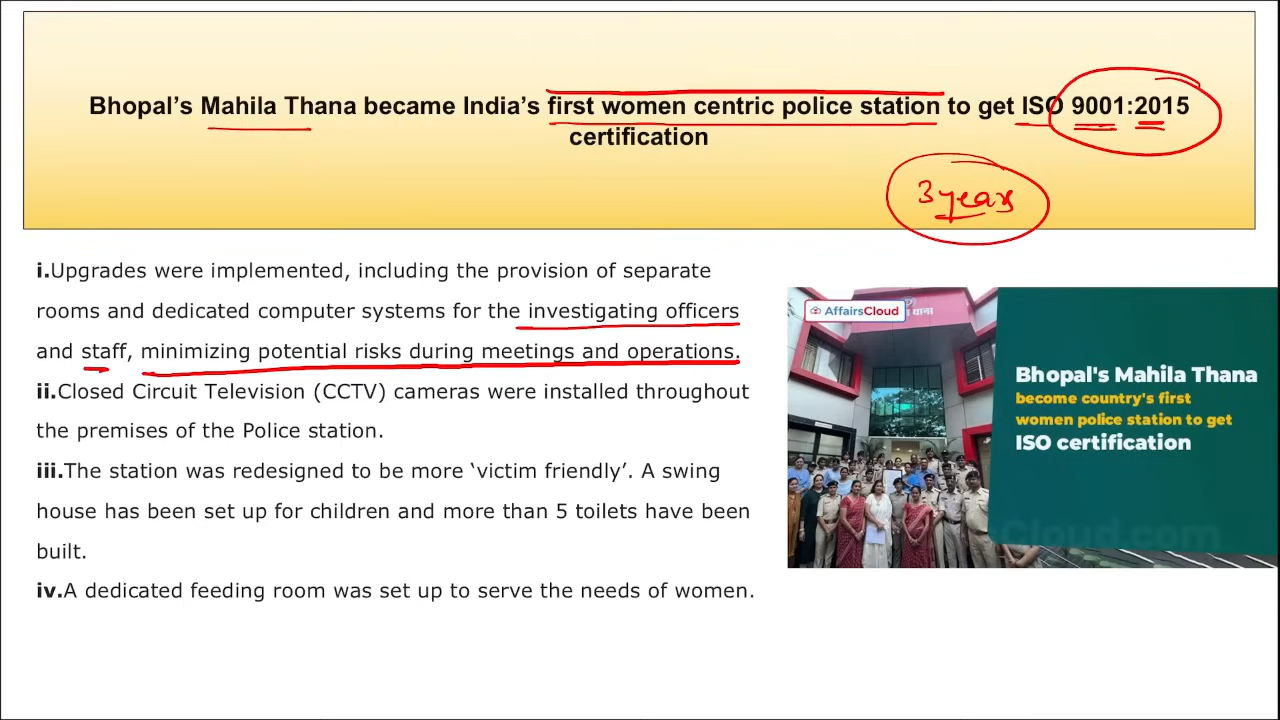 Bhopal’s Mahila Thana became India’s first women centric police station to get ISO 9001:2015
certification
3 years
i.Upgrades were implemented, including the provision of separate
rooms and dedicated computer systems for the investigating officers
and staff, minimizing potential risks during meetings and operations.
ii.Closed Circuit Television (CCTV) cameras were installed throughout
the premises of the Police station.
iii.The station was redesigned to be more ‘victim friendly’. A swing
house has been set up for children and more than 5 toilets have been
built.
iv.A dedicated feeding room was set up to serve the needs of women.
AffairsCloud
थाना
Bhopal's Mahila Thana
become country's first
women police station to get
ISO certification
Cloud.com